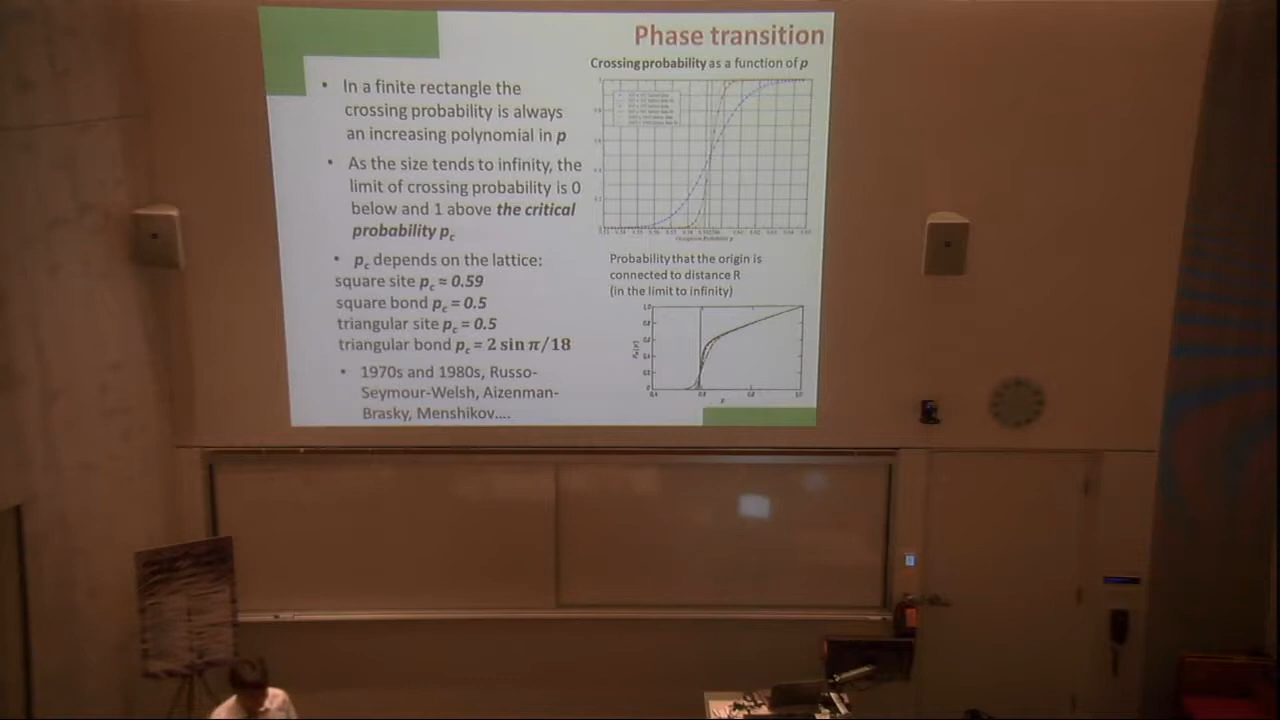 Phase transition
• In a finite rectangle the
crossing probability is always
an increasing polynomial in p
• As the size tends to infinity, the
limit of crossing probability is 0
below and 1 above the critical
probability pc
• pc depends on the lattice:
square site pc ≈ 0.59
square bond pc = 0.5
triangular site pc = 0.5
triangular bond pc = 2 sin π/18
• 1970s and 1980s, Russo-
Seymour-Welsh, Aizenman-
Brasky, Menshikov....
Crossing probability as a function of p
Occupation Probability p
Probability that the origin is
connected to distance R
(in the limit to infinity)